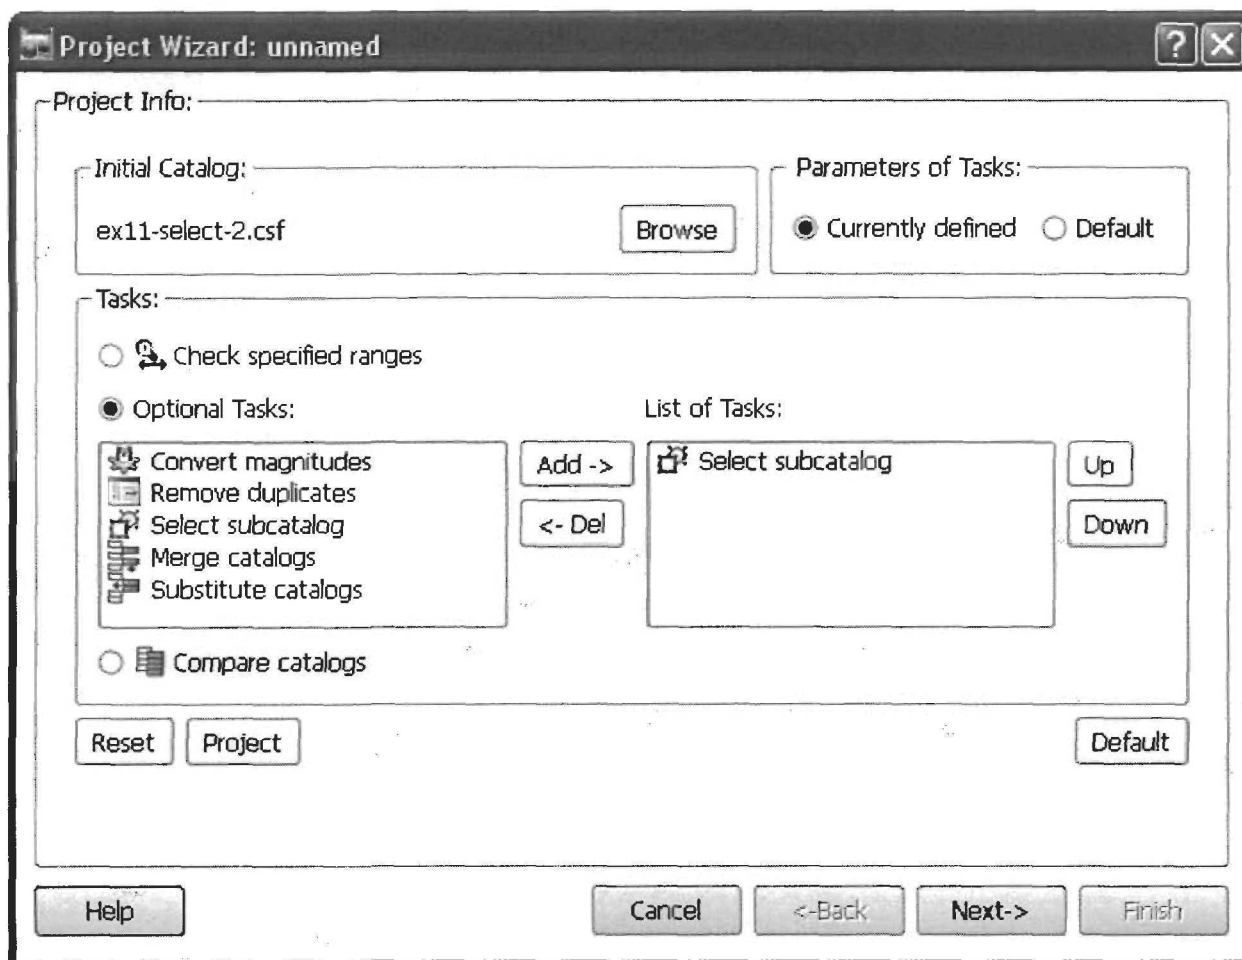 Project Wizard: unnamed
Project Info:
Initial Catalog:
Parameters of Tasks:
ex11-select-2.csf
Browse
Currently defined
Default
Tasks:
Check specified ranges
Optional Tasks:
List of Tasks:
Convert magnitudes
Remove duplicates
Select subcatalog
Merge catalogs
Substitute catalogs
Add ->
<- Del
Select subcatalog
Up
Down
Compare catalogs
Reset
Project
Default
Help
Cancel
<-Back
Next->
Finish